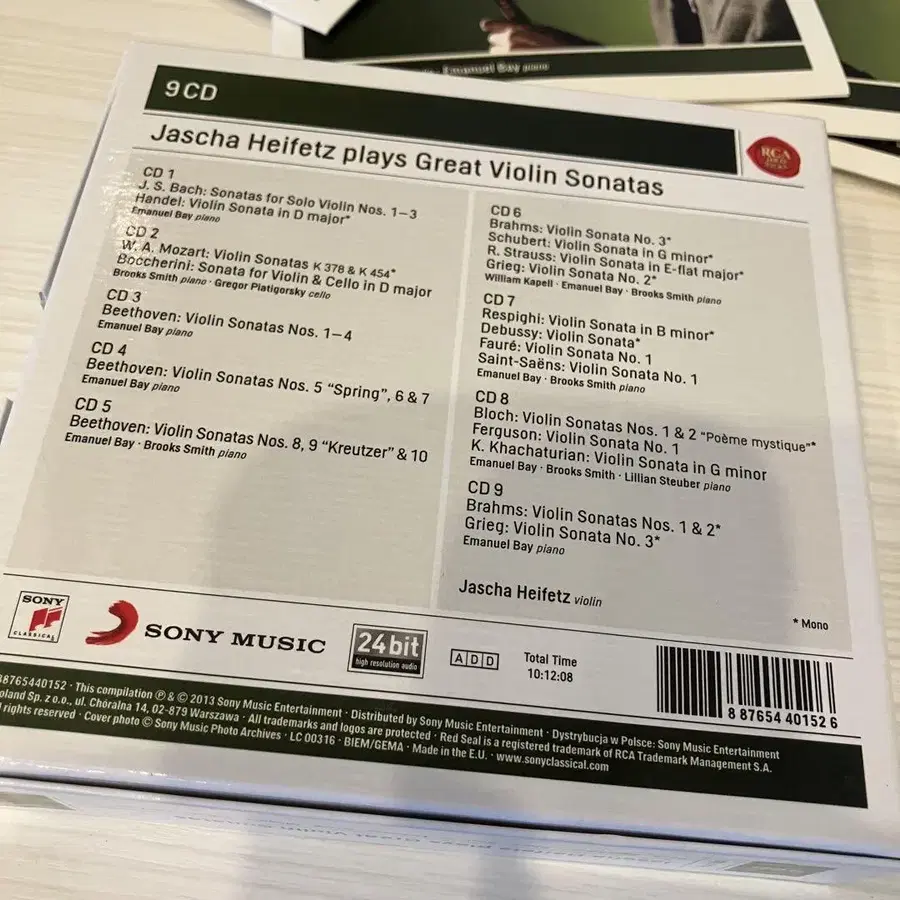 Emanuel Bay piano
9 CD
Jascha Heifetz plays Great Violin Sonatas
RCA
CD 1
J. S. Bach: Sonatas for Solo Violin Nos. 1–3
Handel: Violin Sonata in D major*
Emanuel Bay piano
CD 2
W. A. Mozart: Violin Sonatas K 378 & K 454*
Boccherini: Sonata for Violin & Cello in D major
Brooks Smith piano · Gregor Piatigorsky cello
CD 3
Beethoven: Violin Sonatas Nos. 1–4
Emanuel Bay piano
CD 4
Beethoven: Violin Sonatas Nos. 5 “Spring”, 6 & 7
Emanuel Bay piano
CD 5
Beethoven: Violin Sonatas Nos. 8, 9 “Kreutzer” & 10
Emanuel Bay · Brooks Smith piano
CD 6
Brahms: Violin Sonata No. 3*
Schubert: Violin Sonata in G minor*
R. Strauss: Violin Sonata in E-flat major*
Grieg: Violin Sonata No. 2*
William Kapell · Emanuel Bay · Brooks Smith piano
CD 7
Respighi: Violin Sonata in B minor*
Debussy: Violin Sonata*
Fauré: Violin Sonata No. 1
Saint-Saëns: Violin Sonata No. 1
Emanuel Bay · Brooks Smith piano
CD 8
Bloch: Violin Sonatas Nos. 1 & 2 “Poème mystique”*
Ferguson: Violin Sonata No. 1
K. Khachaturian: Violin Sonata in G minor
Emanuel Bay · Brooks Smith · Lillian Steuber piano
CD 9
Brahms: Violin Sonatas Nos. 1 & 2*
Grieg: Violin Sonata No. 3*
Emanuel Bay piano
Jascha Heifetz violin
* Mono
SONY
CLASSICAL
SONY MUSIC
24bit
high resolution audio
A D D
Total Time
10:12:08
8 87654 40152 6
88765440152 · This compilation ℗ & © 2013 Sony Music Entertainment · Distributed by Sony Music Entertainment · Dystrybucja w Polsce: Sony Music Entertainment
Sp. z o.o., ul. Chóralna 14, 02-879 Warszawa · All trademarks and logos are protected · Red Seal is a registered trademark of RCA Trademark Management S.A.
rights reserved · Cover photo © Sony Music Photo Archives · LC 00316 · BIEM/GEMA · Made in the E.U. · www.sonyclassical.com